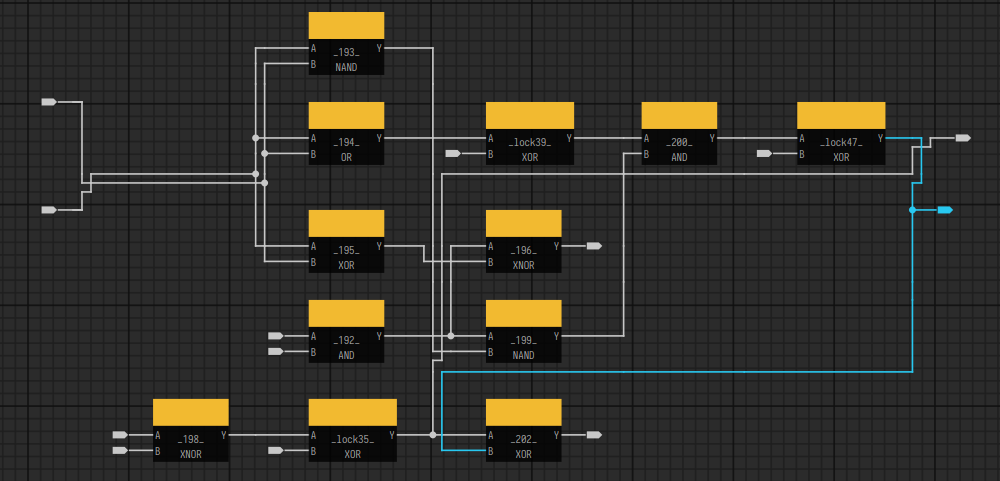 A _193_ Y
B NAND
A _194_ Y
B OR
A _lock39_ Y
B XOR
A _200_ Y
B AND
A _lock47_ Y
B XOR
A _195_ Y
B XOR
A _196_ Y
B XNOR
A _192_ Y
B AND
A _199_ Y
B NAND
A _198_ Y
B XNOR
A _lock35_ Y
B XOR
A _202_ Y
B XOR